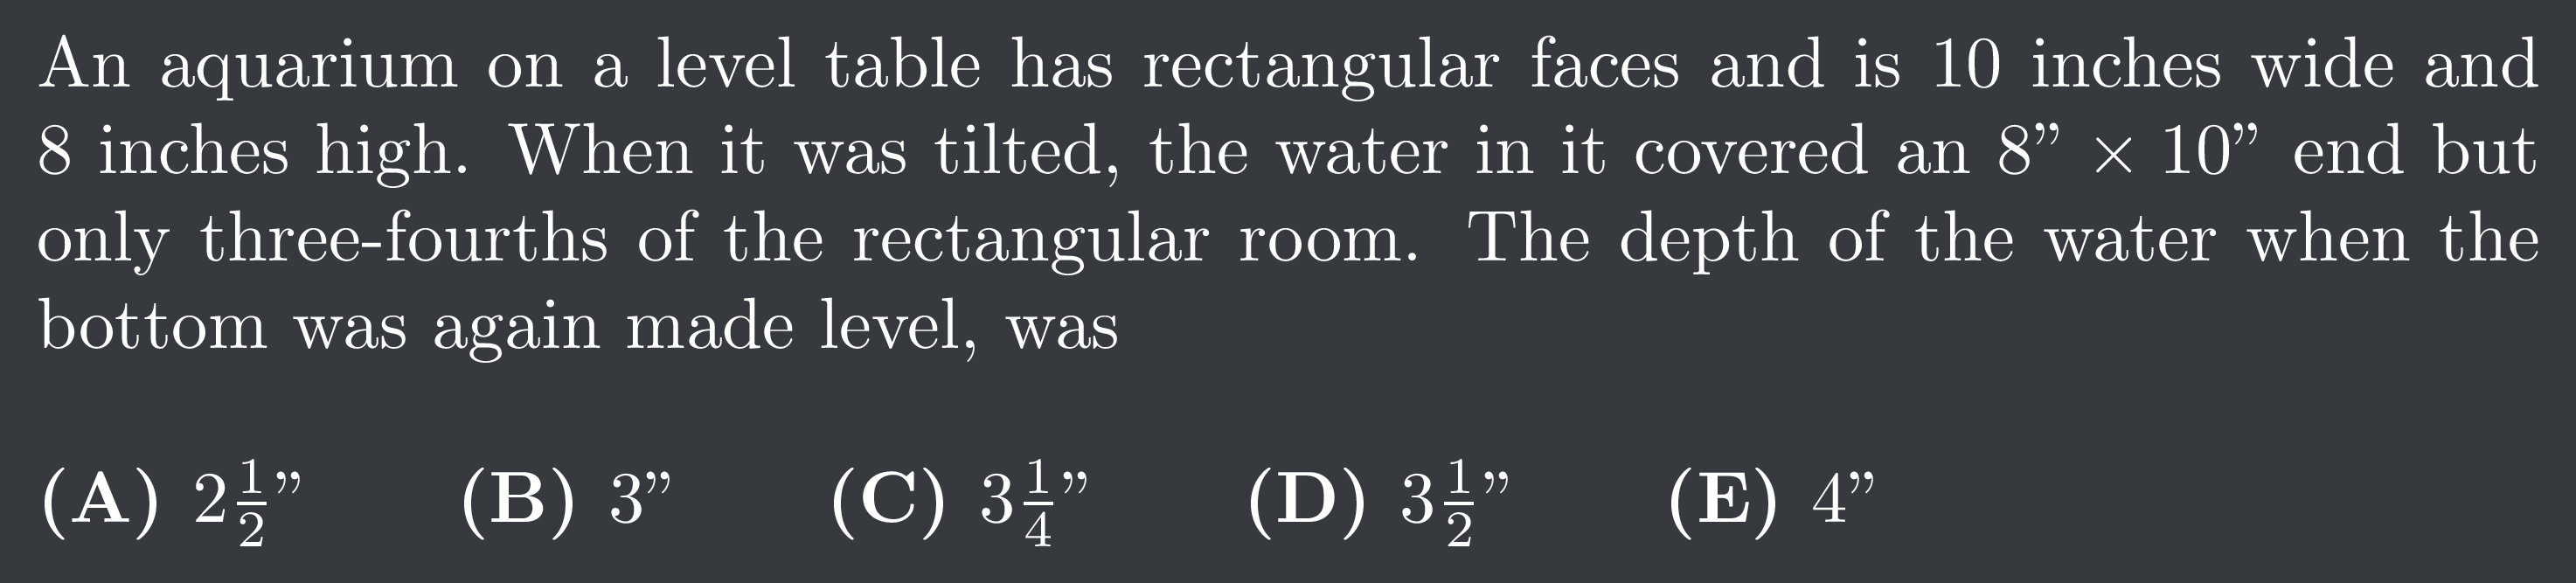 An aquarium on a level table has rectangular faces and is 10 inches wide and
8 inches high. When it was tilted, the water in it covered an 8” × 10” end but
only three-fourths of the rectangular room. The depth of the water when the
bottom was again made level, was
(A) 2 1/2” (B) 3” (C) 3 1/4” (D) 3 1/2” (E) 4”